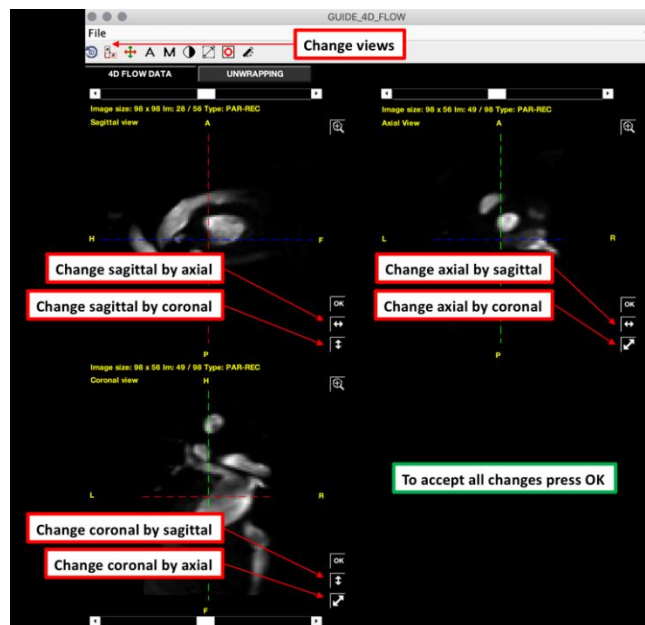 GUIDE_4D_FLOW
File
Change views
A M
4D FLOW DATA UNWRAPPING
Image size: 98 x 98 Im: 28 / 56 Type: PAR-REC
Sagittal view
A
H
F
P
Change sagittal by axial
Change sagittal by coronal
OK
Image size: 98 x 56 Im: 49 / 98 Type: PAR-REC
Axial View
A
L
R
P
Change axial by sagittal
Change axial by coronal
OK
Image size: 98 x 56 Im: 49 / 98 Type: PAR-REC
Coronal view
H
L
R
F
Change coronal by sagittal
Change coronal by axial
OK
To accept all changes press OK